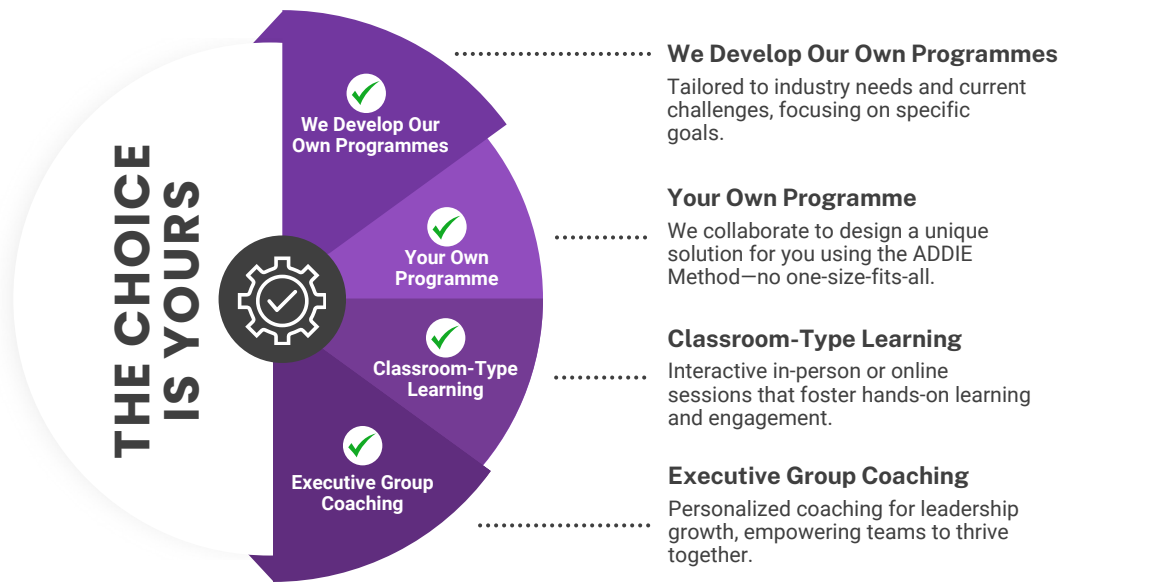 THE CHOICE
IS YOURS
We Develop Our
Own Programmes
Your Own
Programme
Classroom-Type
Learning
Executive Group
Coaching
We Develop Our Own Programmes
Tailored to industry needs and current
challenges, focusing on specific
goals.
Your Own Programme
We collaborate to design a unique
solution for you using the ADDIE
Method—no one-size-fits-all.
Classroom-Type Learning
Interactive in-person or online
sessions that foster hands-on learning
and engagement.
Executive Group Coaching
Personalized coaching for leadership
growth, empowering teams to thrive
together.